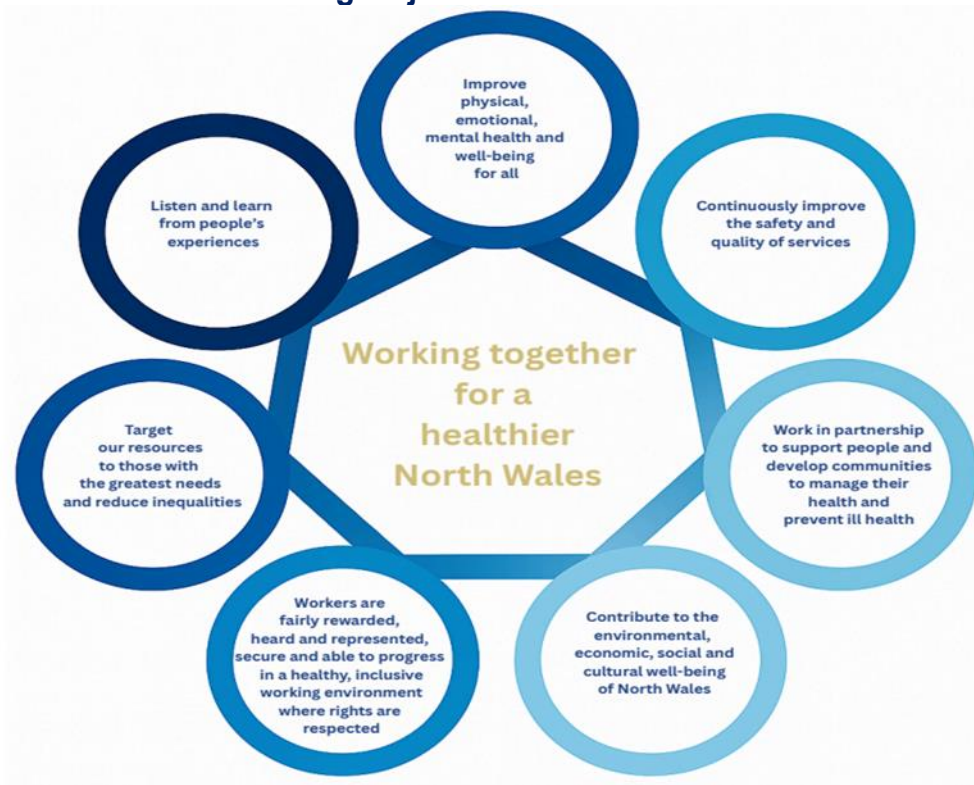 Improve
physical,
emotional,
mental health and
well-being
for all
Continuously improve
the safety and
quality of services
Work in partnership
to support people and
develop communities
to manage their
health and
prevent ill health
Contribute to the
environmental,
economic, social and
cultural well-being
of North Wales
Workers are
fairly rewarded,
heard and represented,
secure and able to progress
in a healthy, inclusive
working environment
where rights are
respected
Target
our resources
to those with
the greatest needs
and reduce inequalities
Listen and learn
from people's
experiences
Working together
for a
healthier
North Wales